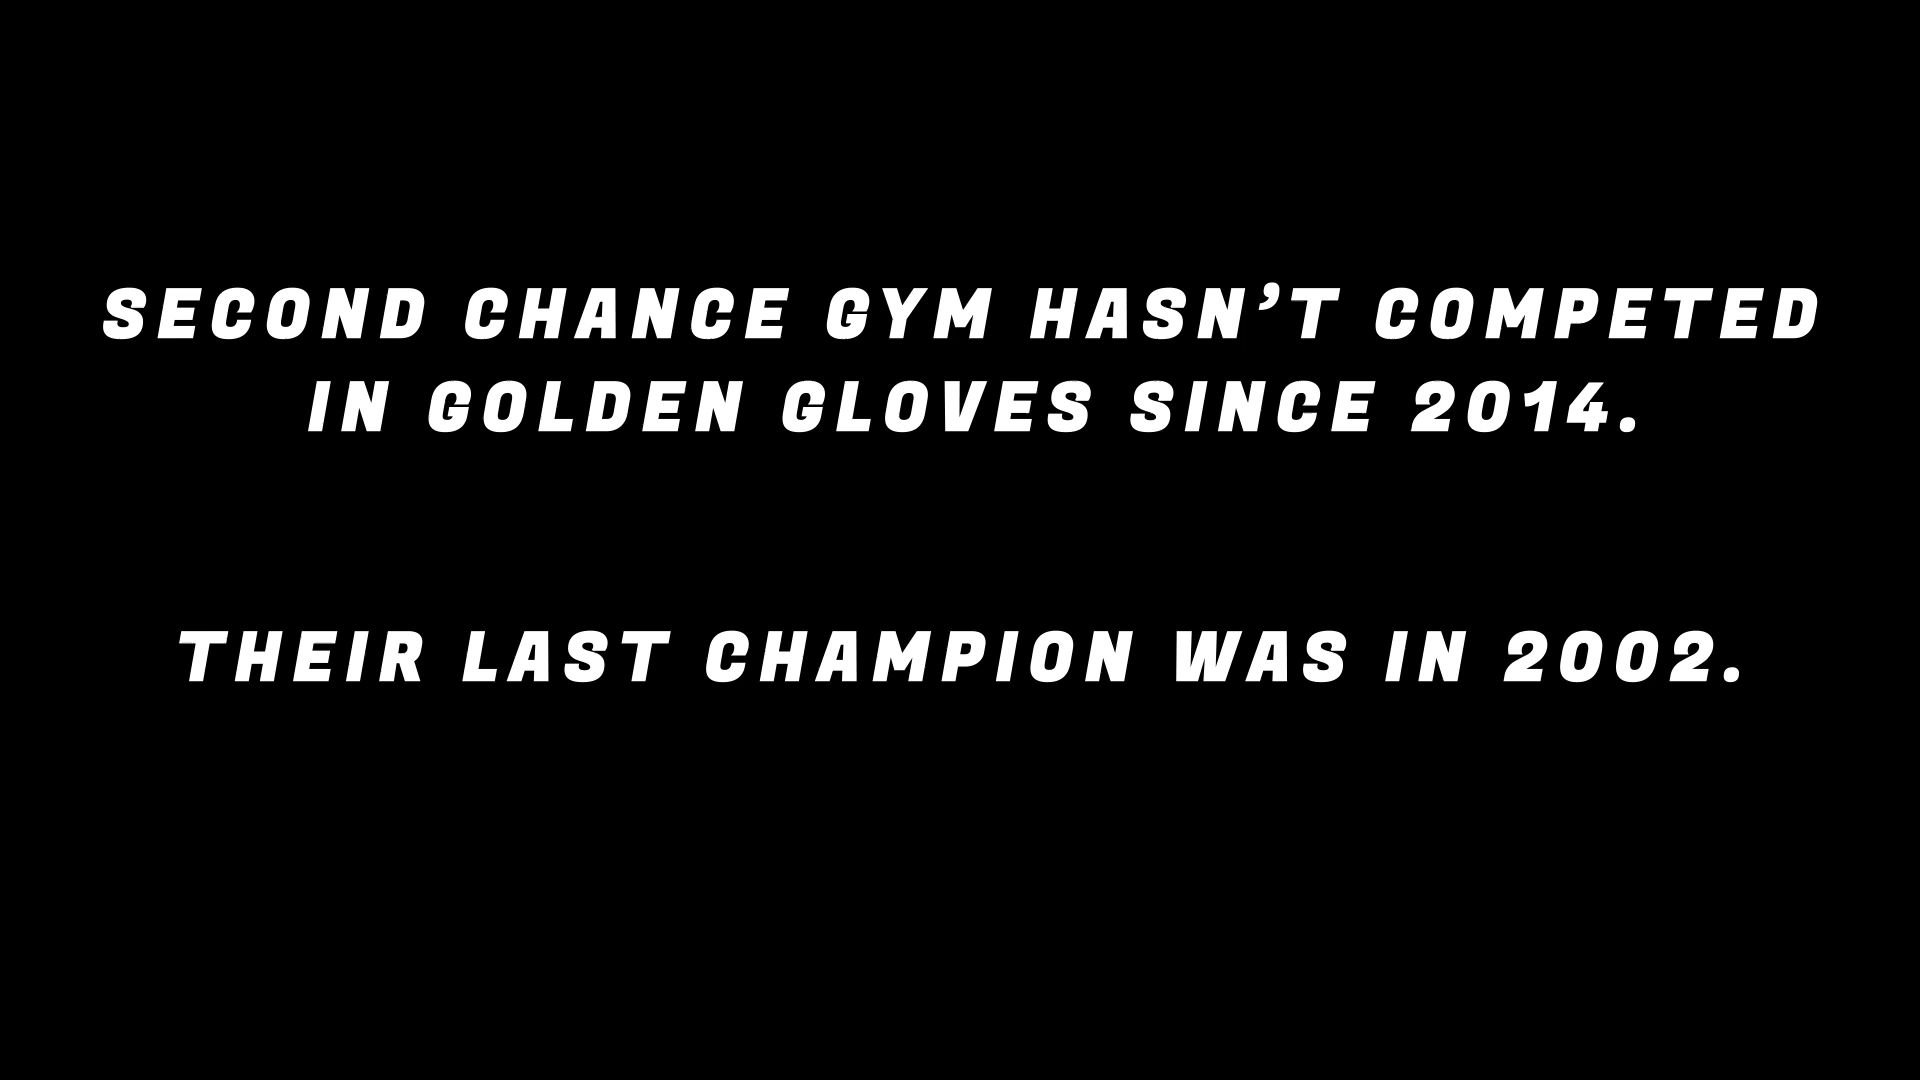 SECOND CHANCE GYM HASN’T COMPETED
IN GOLDEN GLOVES SINCE 2014.
THEIR LAST CHAMPION WAS IN 2002.